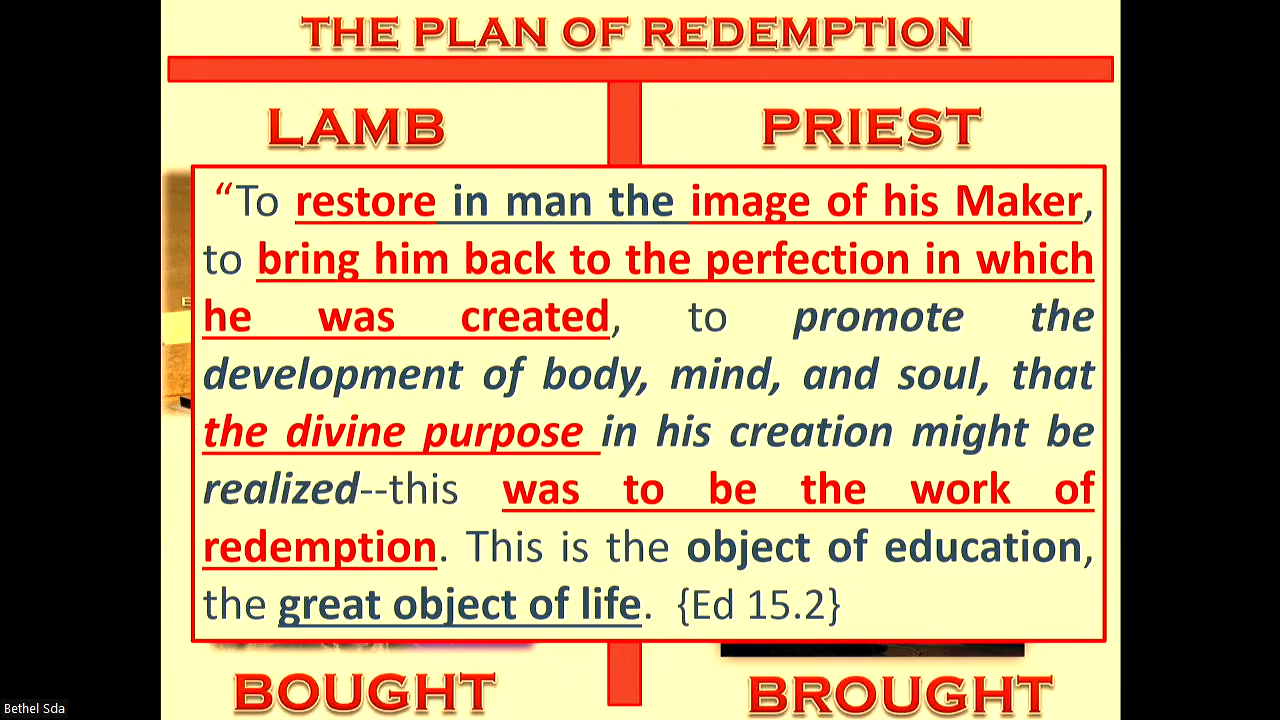 THE PLAN OF REDEMPTION
LAMB
PRIEST
“To restore in man the image of his Maker,
to bring him back to the perfection in which
he was created, to promote the
development of body, mind, and soul, that
the divine purpose in his creation might be
realized--this was to be the work of
redemption. This is the object of education,
the great object of life. {Ed 15.2}
BOUGHT
BROUGHT
Bethel Sda